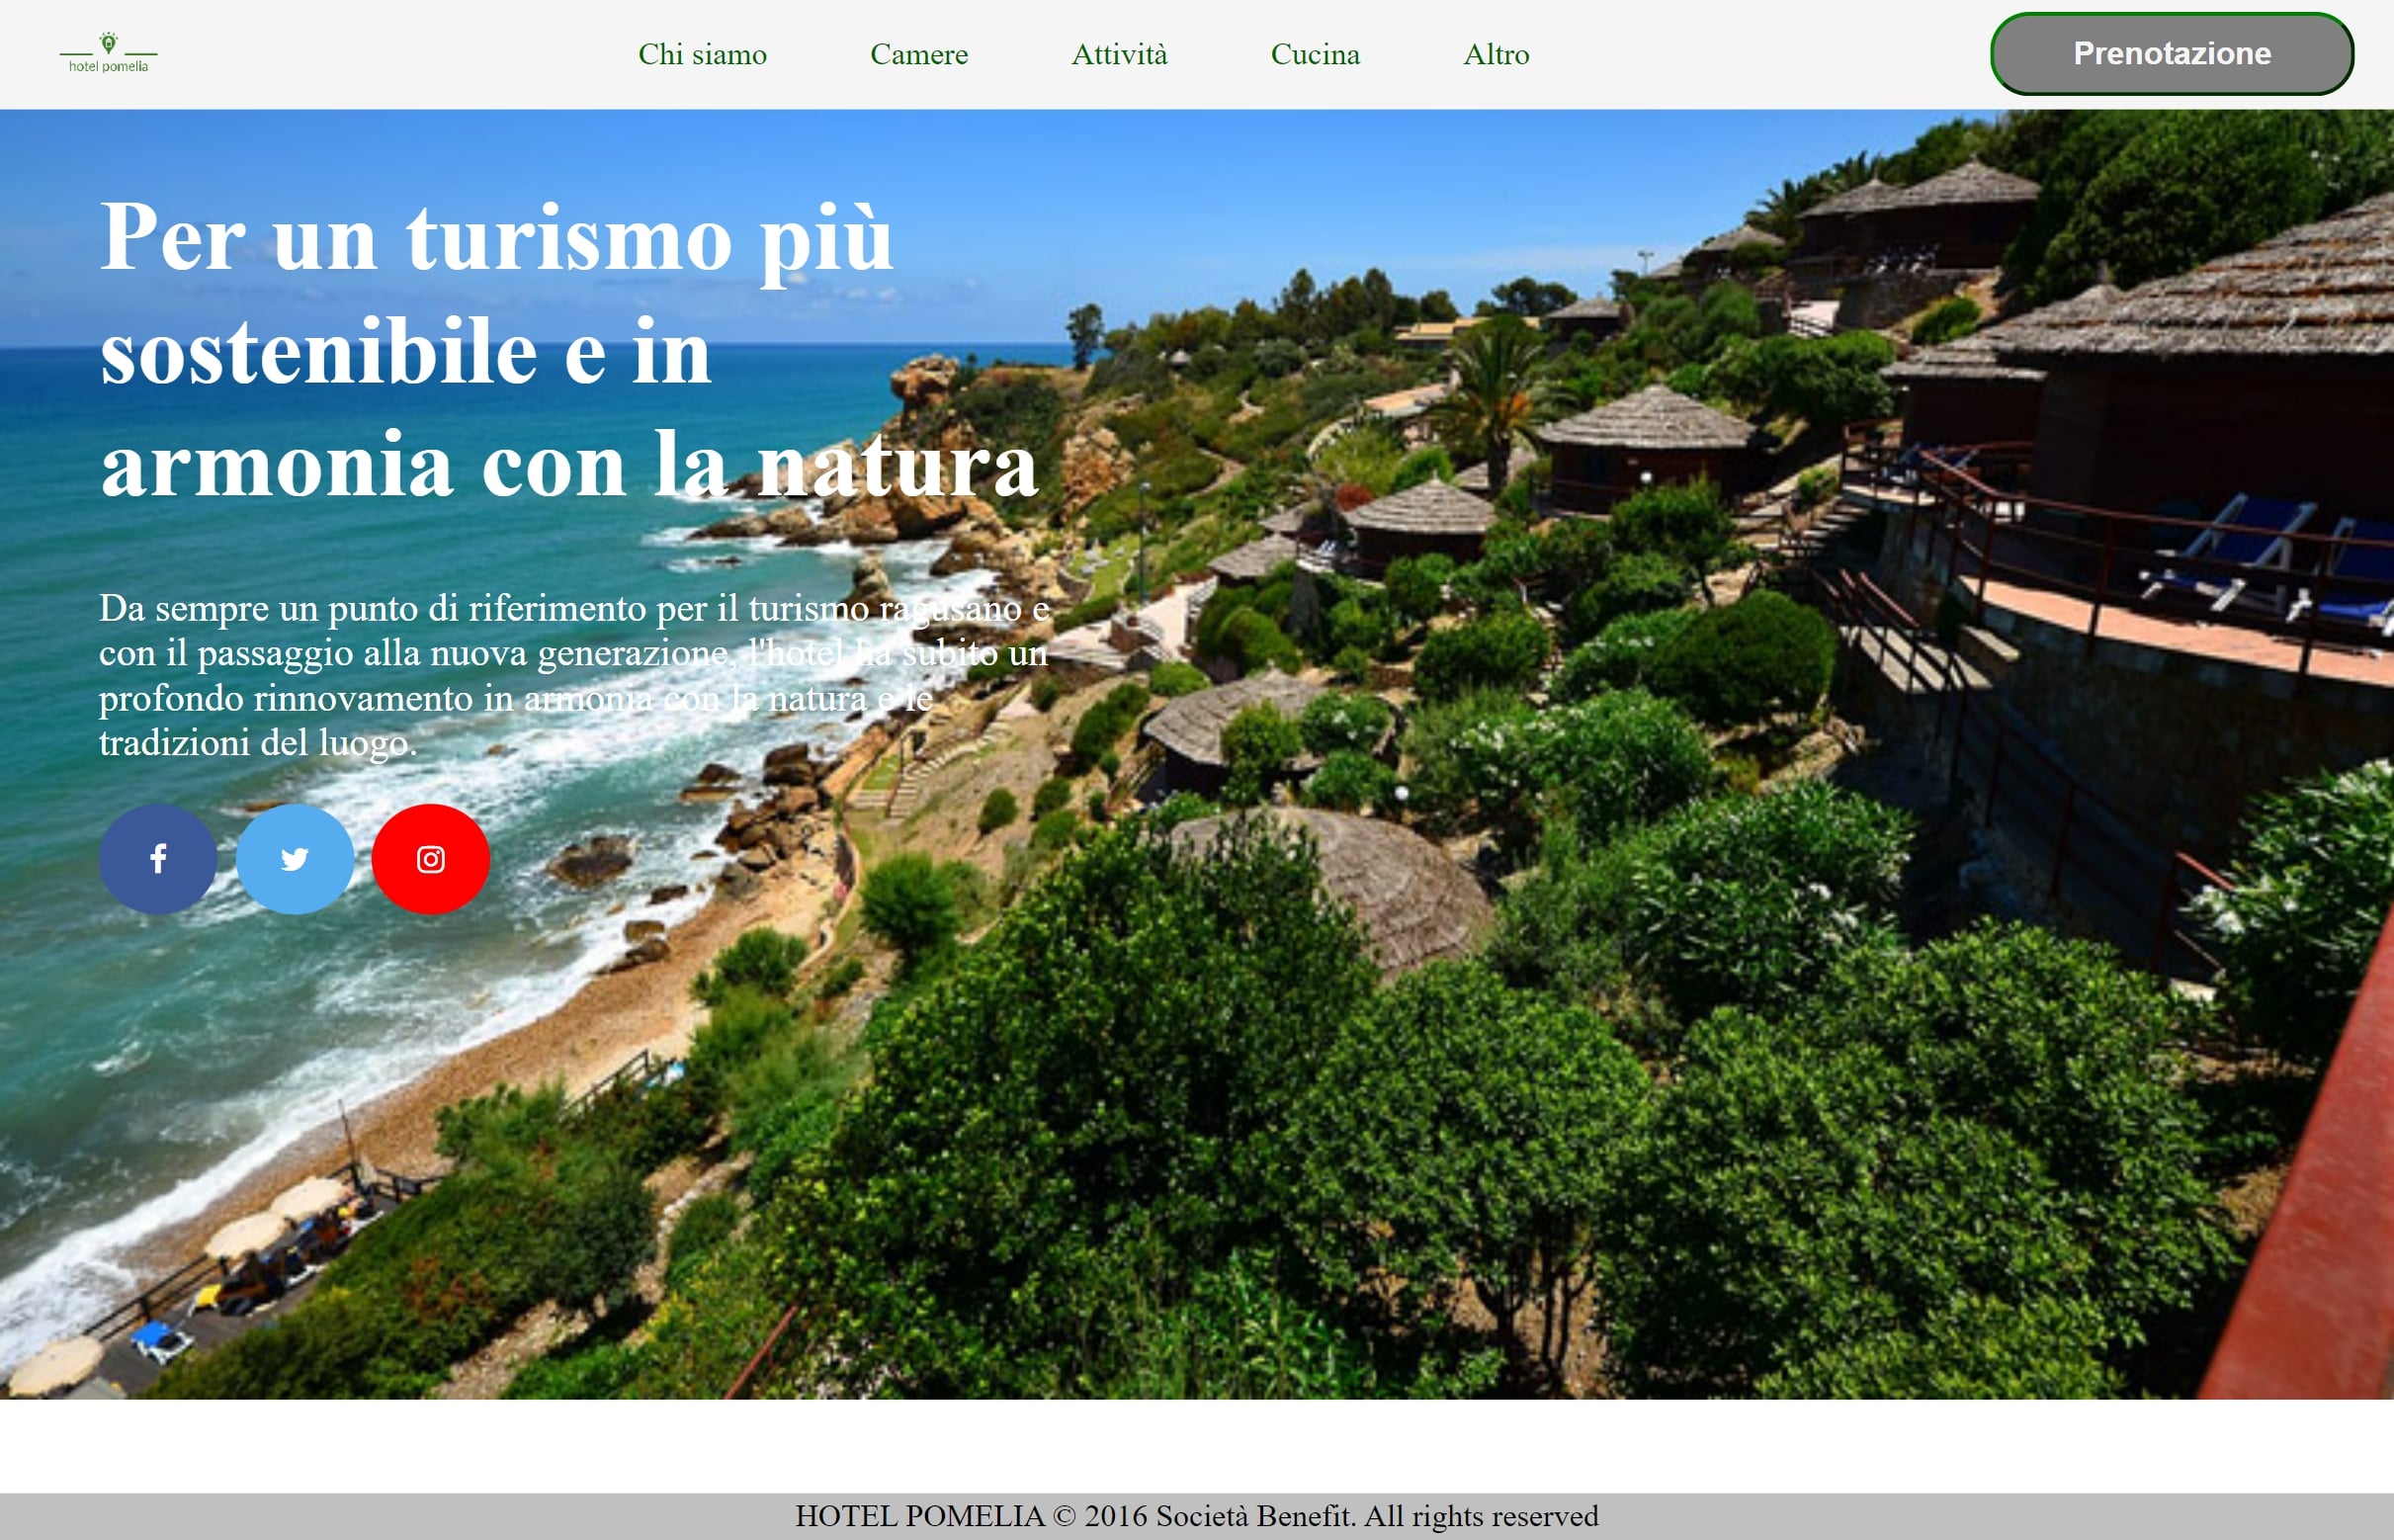 hotel pomelia
Chi siamo
Camere
Attività
Cucina
Altro
Prenotazione
Per un turismo più
sostenibile e in
armonia con la natura
Da sempre un punto di riferimento per il turismo ragusano e
con il passaggio alla nuova generazione, l'hotel ha subito un
profondo rinnovamento in armonia con la natura e le
tradizioni del luogo.
HOTEL POMELIA © 2016 Società Benefit. All rights reserved